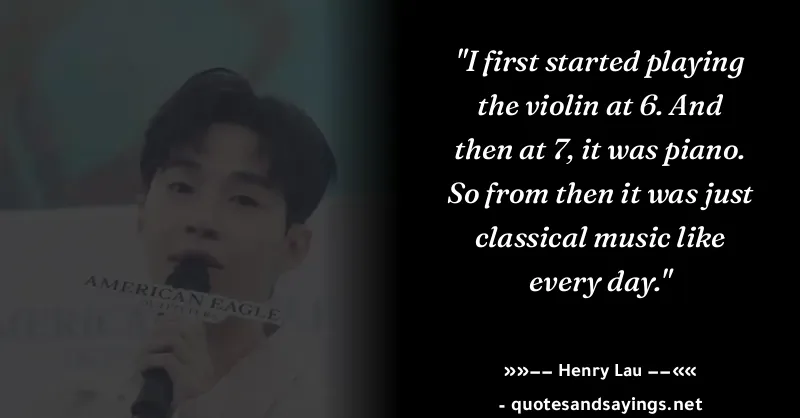 "I first started playing
the violin at 6. And
then at 7, it was piano.
So from then it was just
classical music like
every day."
»»−− Henry Lau −−««
- quotesandsayings.net
AMERICAN EAGLE
OUTFITTERS